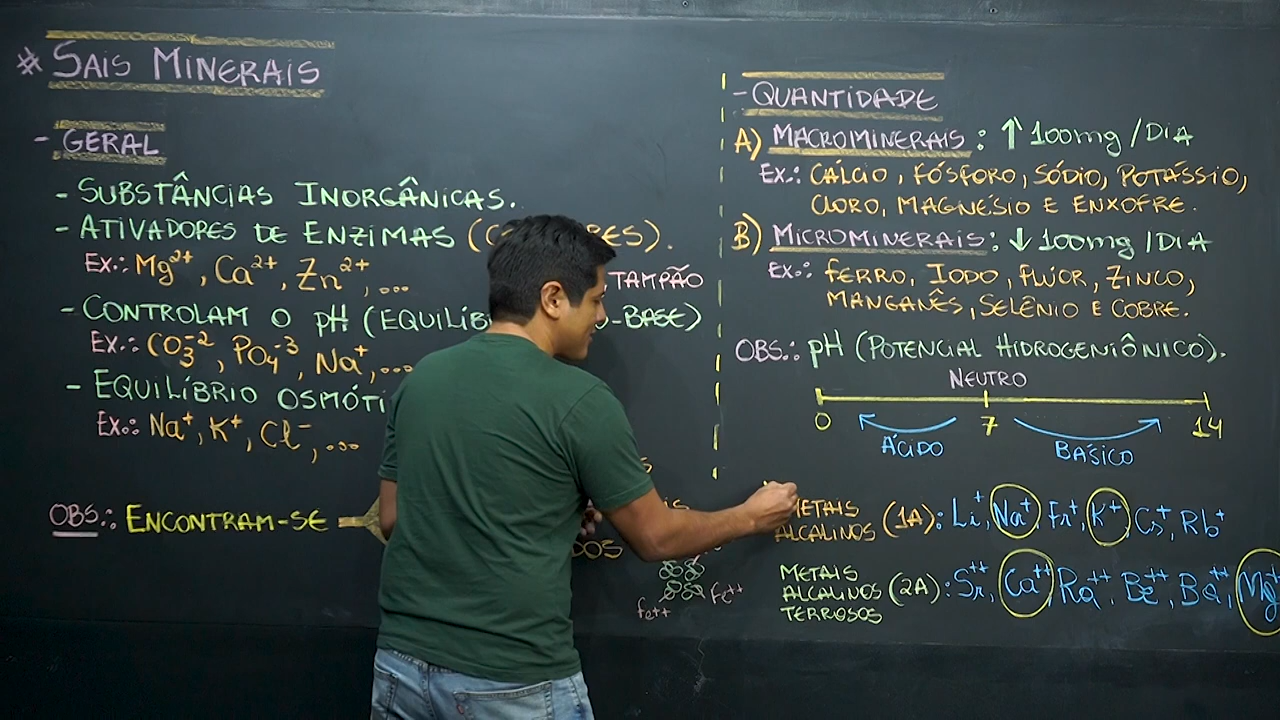 # SAIS MINERAIS
- GERAL
- SUBSTÂNCIAS INORGÂNICAS.
- ATIVADORES DE ENZIMAS
EX.: Mg²⁺, Ca²⁺, Zn²⁺, ...
TAMPÃO
- CONTROLAM O pH (EQUILÍB -BASE)
EX.: CO₃⁻², PO₄⁻³, Na⁺, ...
- EQUILÍBRIO
EX.: Na⁺, K⁺, Cl⁻, ...
OBS.: ENCONTRAM-SE
Fe++ Fe++
- QUANTIDADE
A) MACROMINERAIS: ↑ 100mg /DIA
EX.: CÁLCIO, FÓSFORO, SÓDIO, POTÁSSIO,
CLORO, MAGNÉSIO E ENXOFRE.
B) MICROMINERAIS: ↓ 100mg /DIA
EX.: FERRO, IODO, FLÚOR, ZINCO,
MANGANÊS, SELÊNIO E COBRE.
OBS.: pH (POTENCIAL HIDROGENIÔNICO).
NEUTRO
0 7 14
ÁCIDO BÁSICO
METAIS
ALCALINOS (1A): Li⁺, Na⁺, Fr⁺, K⁺, Cs⁺, Rb⁺
METAIS
ALCALINOS (2A): Sr⁺⁺, Ca⁺⁺, Ra⁺⁺, Be⁺⁺, Ba⁺⁺, Mg⁺
TERROSOS